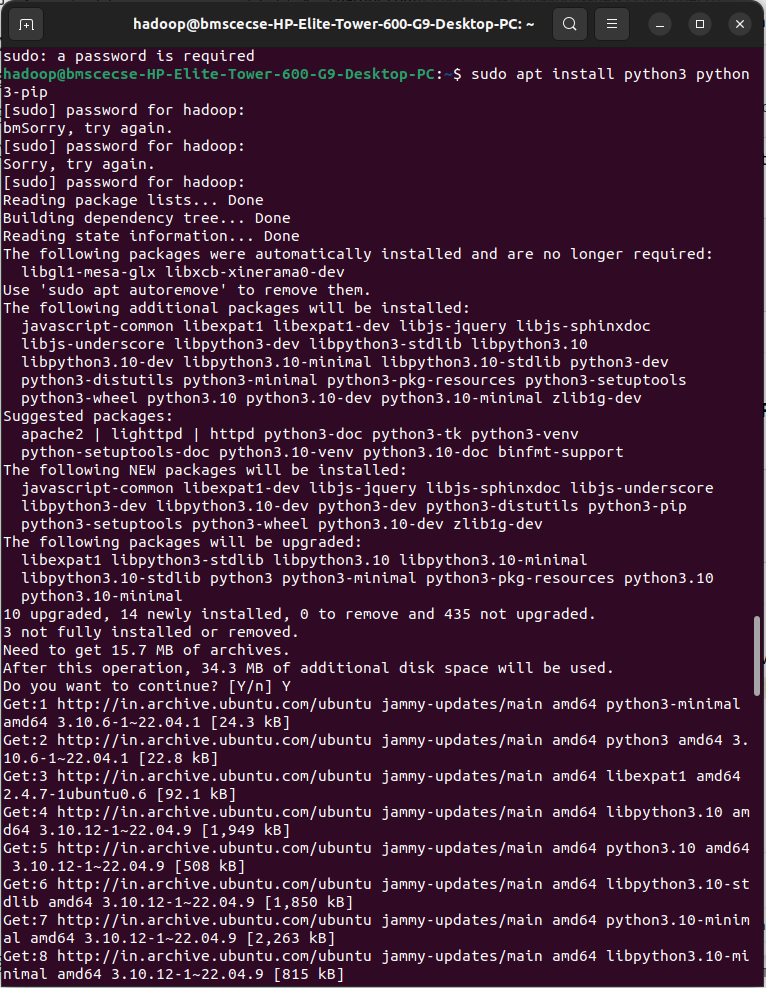 hadoop@bmscecse-HP-Elite-Tower-600-G9-Desktop-PC: ~
sudo: a password is required
hadoop@bmscecse-HP-Elite-Tower-600-G9-Desktop-PC:~$ sudo apt install python3 python
3-pip
[sudo] password for hadoop:
bmSorry, try again.
[sudo] password for hadoop:
Sorry, try again.
[sudo] password for hadoop:
Reading package lists... Done
Building dependency tree... Done
Reading state information... Done
The following packages were automatically installed and are no longer required:
  libgl1-mesa-glx libxcb-xinerama0-dev
Use 'sudo apt autoremove' to remove them.
The following additional packages will be installed:
  javascript-common libexpat1 libexpat1-dev libjs-jquery libjs-sphinxdoc
  libjs-underscore libpython3-dev libpython3-stdlib libpython3.10
  libpython3.10-dev libpython3.10-minimal libpython3.10-stdlib python3-dev
  python3-distutils python3-minimal python3-pkg-resources python3-setuptools
  python3-wheel python3.10 python3.10-dev python3.10-minimal zlib1g-dev
Suggested packages:
  apache2 | lighttpd | httpd python3-doc python3-tk python3-venv
  python-setuptools-doc python3.10-venv python3.10-doc binfmt-support
The following NEW packages will be installed:
  javascript-common libexpat1-dev libjs-jquery libjs-sphinxdoc libjs-underscore
  libpython3-dev libpython3.10-dev python3-dev python3-distutils python3-pip
  python3-setuptools python3-wheel python3.10-dev zlib1g-dev
The following packages will be upgraded:
  libexpat1 libpython3-stdlib libpython3.10 libpython3.10-minimal
  libpython3.10-stdlib python3 python3-minimal python3-pkg-resources python3.10
  python3.10-minimal
10 upgraded, 14 newly installed, 0 to remove and 435 not upgraded.
3 not fully installed or removed.
Need to get 15.7 MB of archives.
After this operation, 34.3 MB of additional disk space will be used.
Do you want to continue? [Y/n] Y
Get:1 http://in.archive.ubuntu.com/ubuntu jammy-updates/main amd64 python3-minimal
amd64 3.10.6-1~22.04.1 [24.3 kB]
Get:2 http://in.archive.ubuntu.com/ubuntu jammy-updates/main amd64 python3 amd64 3.
10.6-1~22.04.1 [22.8 kB]
Get:3 http://in.archive.ubuntu.com/ubuntu jammy-updates/main amd64 libexpat1 amd64
2.4.7-1ubuntu0.6 [92.1 kB]
Get:4 http://in.archive.ubuntu.com/ubuntu jammy-updates/main amd64 libpython3.10 am
d64 3.10.12-1~22.04.9 [1,949 kB]
Get:5 http://in.archive.ubuntu.com/ubuntu jammy-updates/main amd64 python3.10 amd64
 3.10.12-1~22.04.9 [508 kB]
Get:6 http://in.archive.ubuntu.com/ubuntu jammy-updates/main amd64 libpython3.10-st
dlib amd64 3.10.12-1~22.04.9 [1,850 kB]
Get:7 http://in.archive.ubuntu.com/ubuntu jammy-updates/main amd64 python3.10-minim
al amd64 3.10.12-1~22.04.9 [2,263 kB]
Get:8 http://in.archive.ubuntu.com/ubuntu jammy-updates/main amd64 libpython3.10-mi
nimal amd64 3.10.12-1~22.04.9 [815 kB]